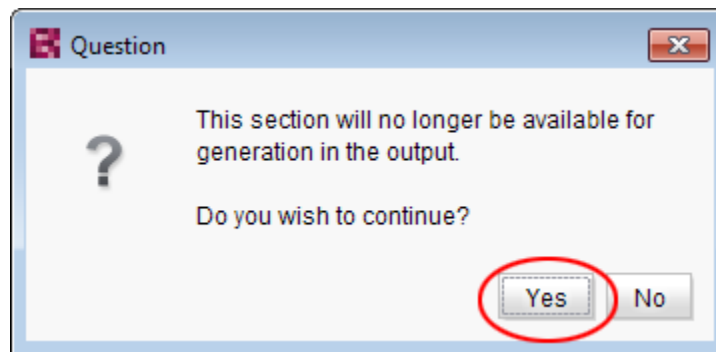 Question
This section will no longer be available for
generation in the output.
Do you wish to continue?
Yes No